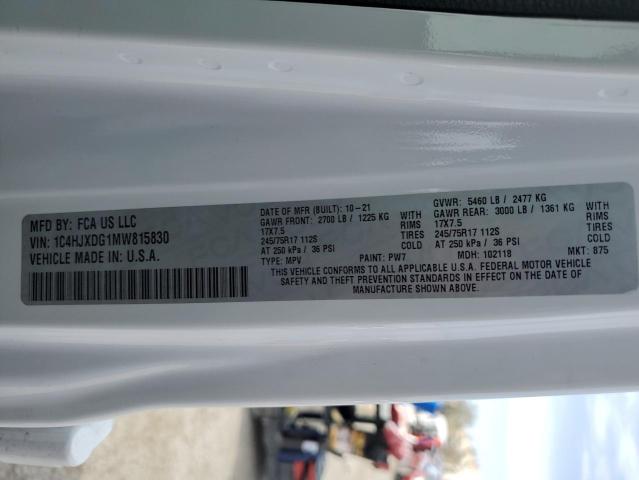 MFD BY: FCA US LLC
VIN: 1C4HJXDG1MW815830
VEHICLE MADE IN U.S.A.
DATE OF MFR (BUILT): 10-21
GAWR FRONT: 2700 LB / 1225 KG WITH
17X7.5 RIMS
245/75R17 112S TIRES
AT 250 kPa / 36 PSI COLD
GVWR: 5460 LB / 2477 KG
GAWR REAR: 3000 LB / 1361 KG WITH
17X7.5 RIMS
245/75R17 112S TIRES
AT 250 kPa / 36 PSI COLD
TYPE: MPV PAINT: PW7 MDH: 102118 MKT: 875
THIS VEHICLE CONFORMS TO ALL APPLICABLE U.S.A. FEDERAL MOTOR VEHICLE
SAFETY AND THEFT PREVENTION STANDARDS IN EFFECT ON THE DATE OF
MANUFACTURE SHOWN ABOVE.